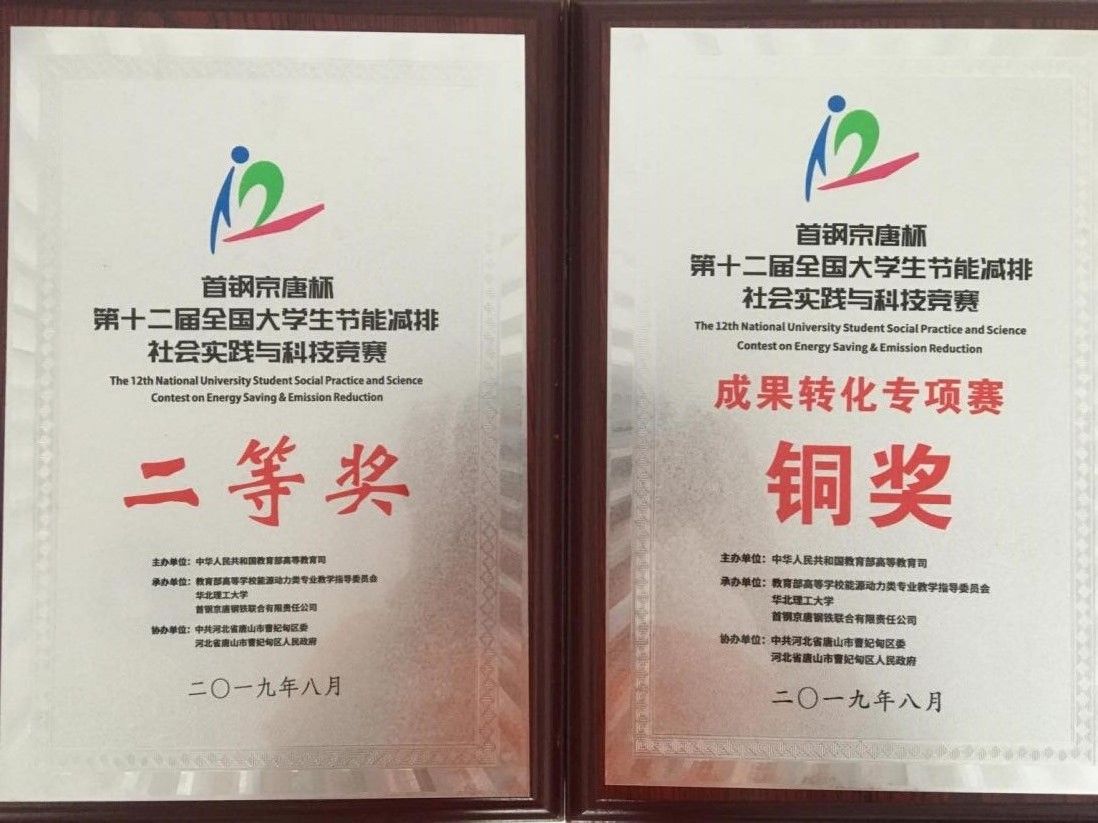 首钢京唐杯
第十二届全国大学生节能减排
社会实践与科技竞赛
The 12th National University Student Social Practice and Science
Contest on Energy Saving & Emission Reduction
二等奖
主办单位：中华人民共和国教育部高等教育司
承办单位：教育部高等学校能源动力类专业教学指导委员会
华北理工大学
首钢京唐钢铁联合有限责任公司
协办单位：中共河北省唐山市曹妃甸区委
河北省唐山市曹妃甸区人民政府
二〇一九年八月
首钢京唐杯
第十二届全国大学生节能减排
社会实践与科技竞赛
The 12th National University Student Social Practice and Science
Contest on Energy Saving & Emission Reduction
成果转化专项赛
铜奖
主办单位：中华人民共和国教育部高等教育司
承办单位：教育部高等学校能源动力类专业教学指导委员会
华北理工大学
首钢京唐钢铁联合有限责任公司
协办单位：中共河北省唐山市曹妃甸区委
河北省唐山市曹妃甸区人民政府
二〇一九年八月